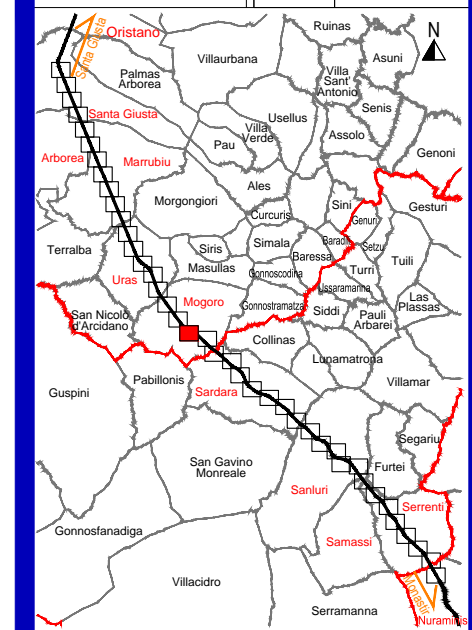 Ruinas
N
Oristano
Santa Giusta
Villaurbana
Asuni
Palmas
Arborea
Villa
Sant'
Antonio
Senis
Santa Giusta
Usellus
Villa
Verde
Assolo
Pau
Genoni
Arborea
Marrubiu
Ales
Morgongiori
Sini
Gesturi
Curcuris
Genuri
Terralba
Siris
Simala
Baradili
Setzu
Masullas
Baressa
Tuili
Gonnoscodina
Turri
Uras
Ussaramanna
Mogoro
Gonnostramatza
Siddi
Las
Plassas
San Nicolò
d'Arcidano
Pauli
Arbarei
Collinas
Lunamatrona
Pabillonis
Villamar
Guspini
Sardara
Segariu
San Gavino
Monreale
Furtei
Sanluri
Serrenti
Gonnosfanadiga
Samassi
Villacidro
Monastir
Serramanna
Nuraminis